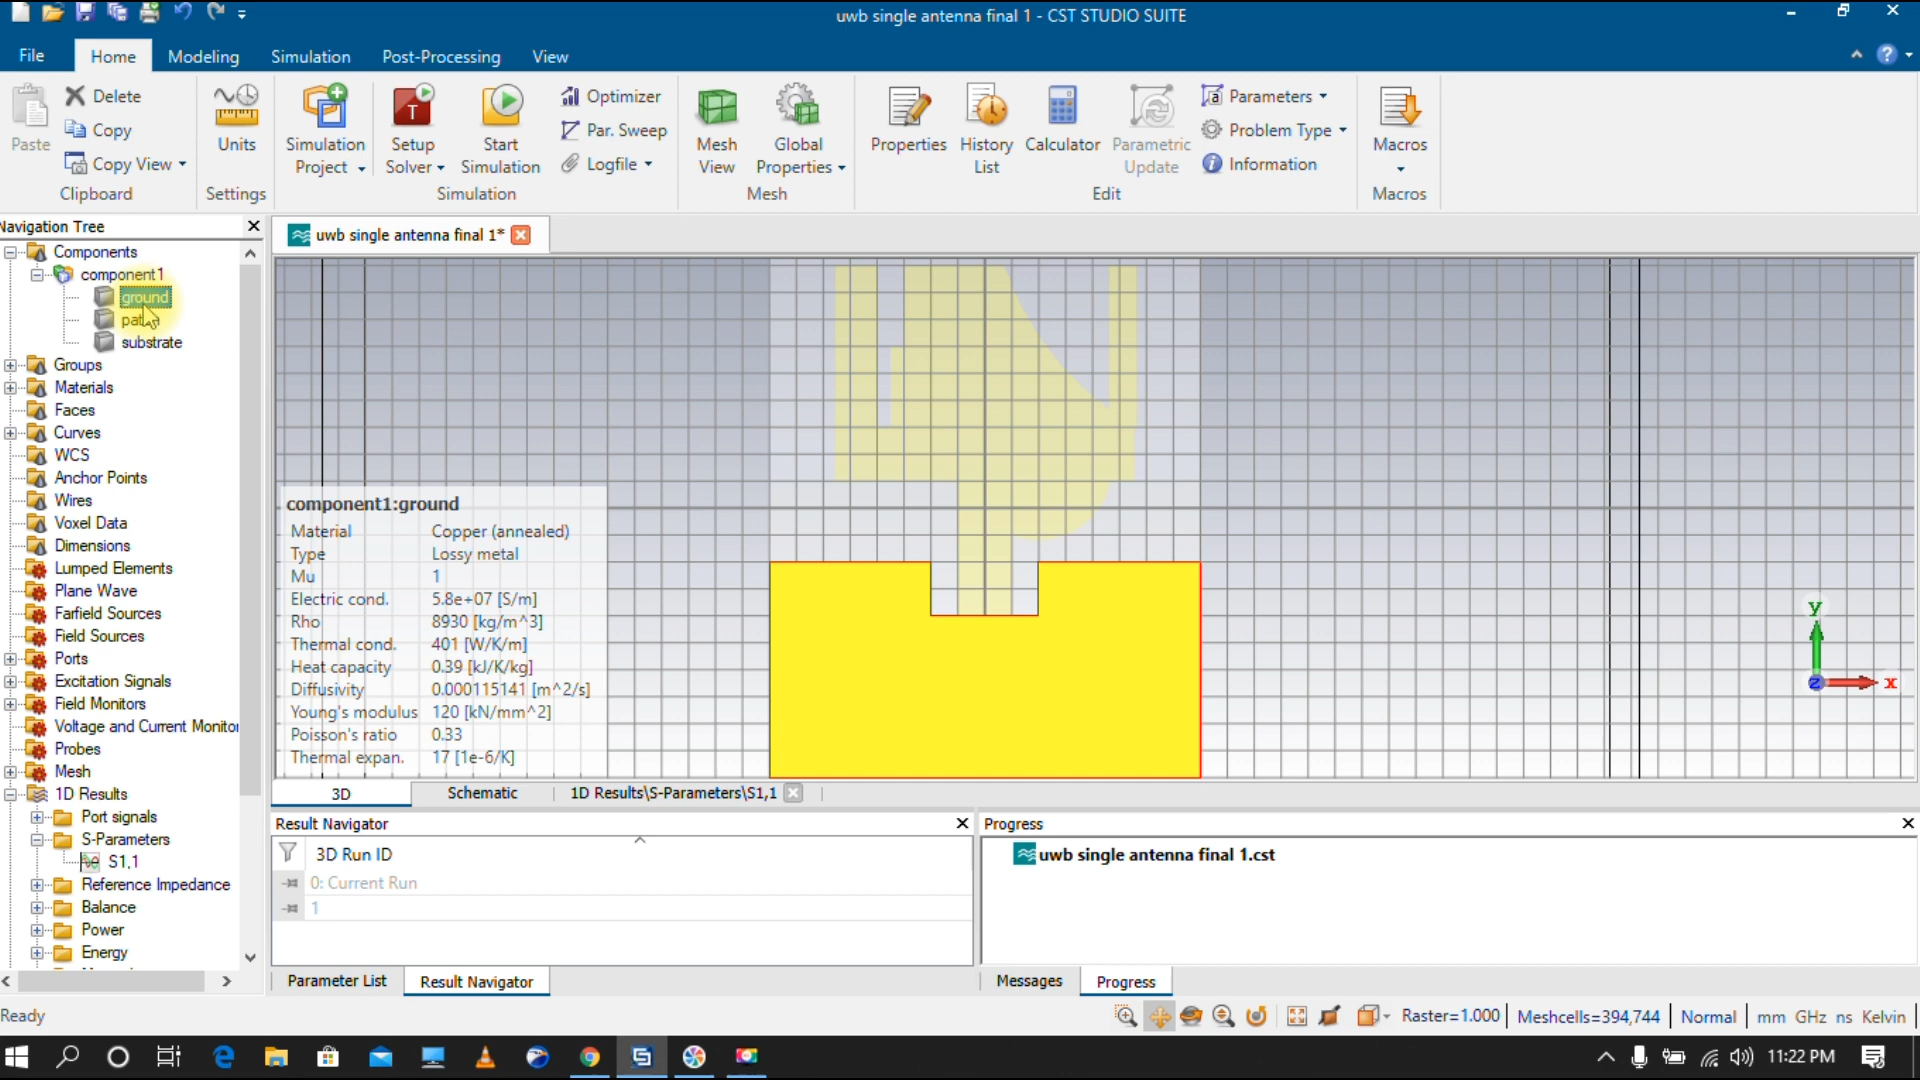 uwb single antenna final 1 - CST STUDIO SUITE
File Home Modeling Simulation Post-Processing View
Paste
Delete
Copy
Copy View
Clipboard
Units
Settings
Simulation Project
Setup Solver
Start Simulation
Optimizer
Par. Sweep
Logfile
Simulation
Mesh View
Global Properties
Mesh
Properties
History List
Calculator
Parametric Update
Parameters
Problem Type
Information
Edit
Macros
Macros
Navigation Tree
Components
component1
ground
substrate
Groups
Materials
Faces
Curves
WCS
Anchor Points
Wires
Voxel Data
Dimensions
Lumped Elements
Plane Wave
Farfield Sources
Field Sources
Ports
Excitation Signals
Field Monitors
Voltage and Current Monitor
Probes
Mesh
1D Results
Port signals
S-Parameters
S1,1
Reference Impedance
Balance
Power
Energy
uwb single antenna final 1*
component1:ground
Material Copper (annealed)
Type Lossy metal
Mu 1
Electric cond. 5.8e+07 [S/m]
Rho 8930 [kg/m^3]
Thermal cond. 401 [W/K/m]
Heat capacity 0.39 [kJ/K/kg]
Diffusivity 0.000115141 [m^2/s]
Young's modulus 120 [kN/mm^2]
Poisson's ratio 0.33
Thermal expan. 17 [1e-6/K]
y
z
x
3D Schematic 1D Results\S-Parameters\S1,1
Result Navigator
3D Run ID
0: Current Run
1
Parameter List Result Navigator
Progress
uwb single antenna final 1.cst
Messages Progress
Ready
Raster=1.000 Meshcells=394,744 Normal mm GHz ns Kelvin
11:22 PM